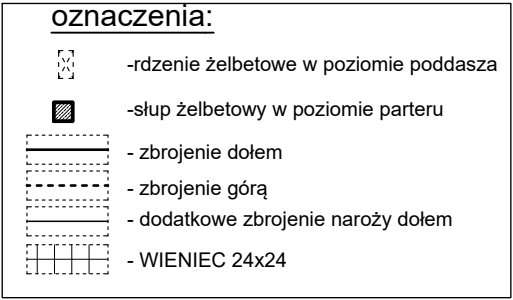 oznaczenia:
-rdzenie żelbetowe w poziomie poddasza
-słup żelbetowy w poziomie parteru
- zbrojenie dołem
- zbrojenie górą
- dodatkowe zbrojenie naroży dołem
- WIENIEC 24x24